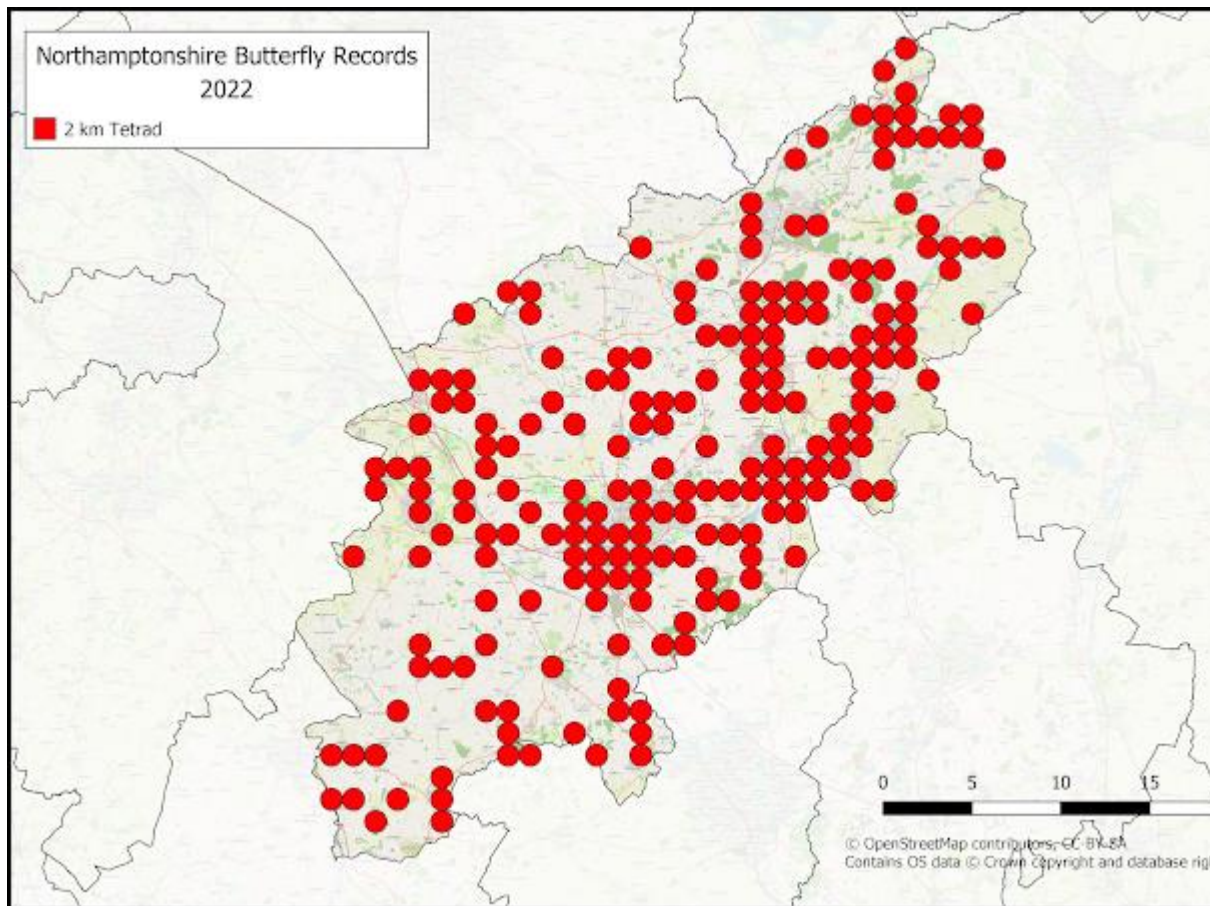 Northamptonshire Butterfly Records
2022
2 km Tetrad
0 5 10 15
© OpenStreetMap contributors, CC-BY-SA
Contains OS data © Crown copyright and database righ